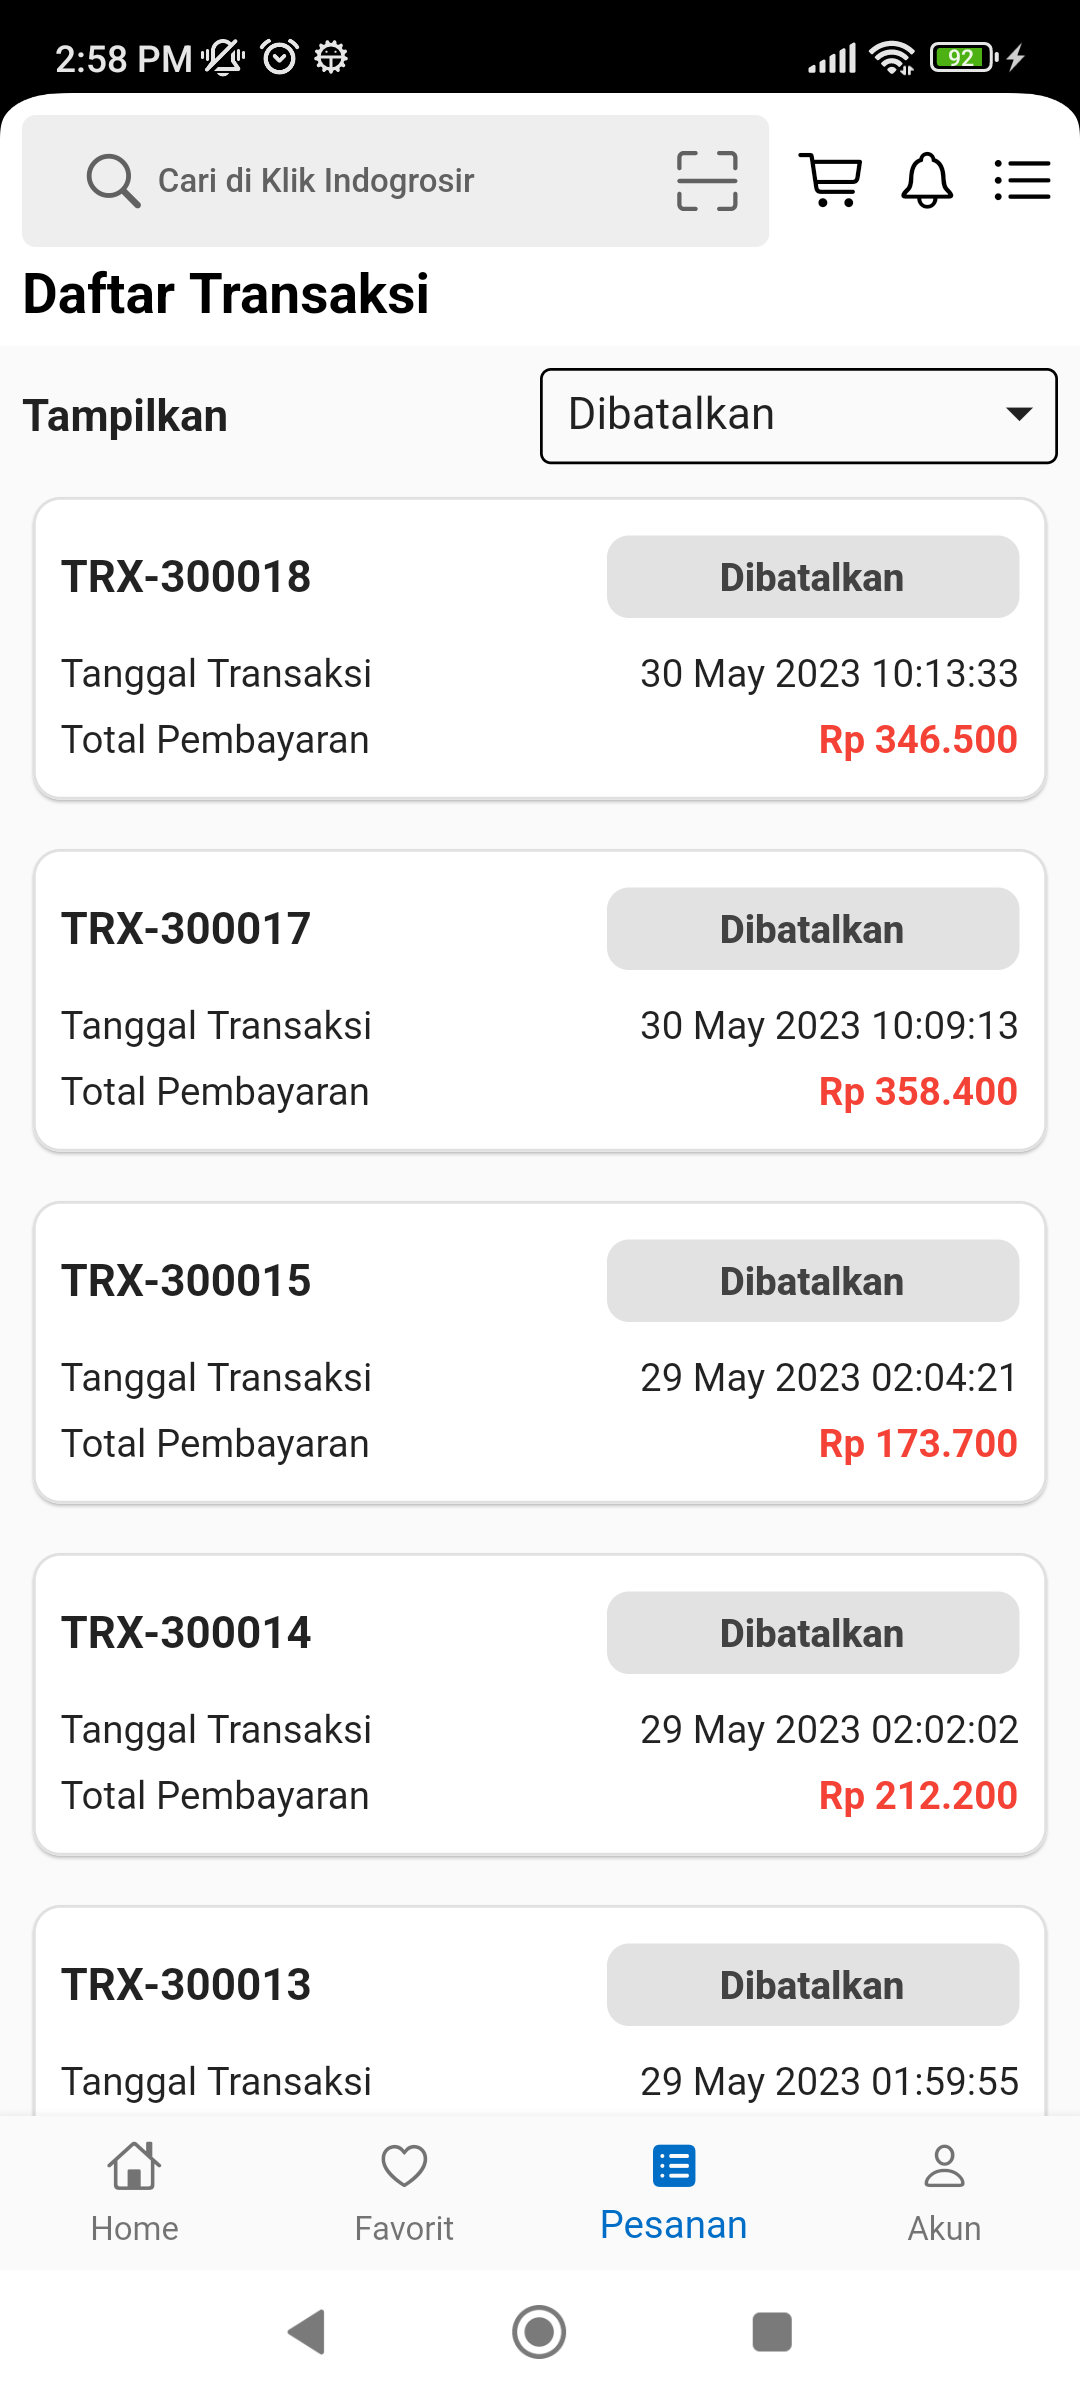 2:58 PM
92
Cari di Klik Indogrosir
Daftar Transaksi
Tampilkan
Dibatalkan
TRX-300018
Dibatalkan
Tanggal Transaksi
30 May 2023 10:13:33
Total Pembayaran
Rp 346.500
TRX-300017
Dibatalkan
Tanggal Transaksi
30 May 2023 10:09:13
Total Pembayaran
Rp 358.400
TRX-300015
Dibatalkan
Tanggal Transaksi
29 May 2023 02:04:21
Total Pembayaran
Rp 173.700
TRX-300014
Dibatalkan
Tanggal Transaksi
29 May 2023 02:02:02
Total Pembayaran
Rp 212.200
TRX-300013
Dibatalkan
Tanggal Transaksi
29 May 2023 01:59:55
Home
Favorit
Pesanan
Akun